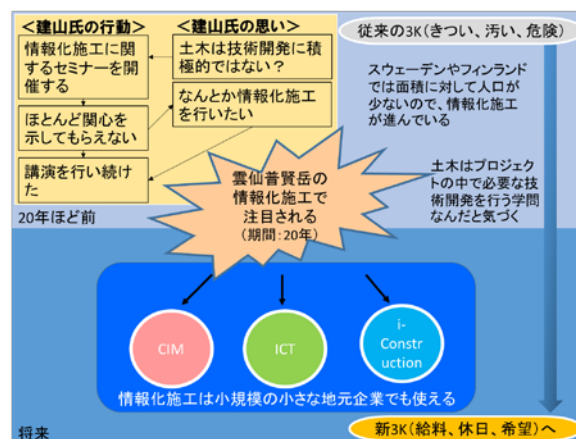 <建山氏の行動>
<建山氏の思い>
情報化施工に関
するセミナーを開
催する
土木は技術開発に積
極的ではない?
ほとんど関心を
示してもらえない
なんとか情報化施工を
行いたい
講演を行い続け
た
20年ほど前
従来の3K(きつい、汚い、危険)
スウェーデンやフィンランド
では面積に対して人口が
少ないので、情報化施工
が進んでいる
土木はプロジェク
トの中で必要な技
術開発を行う学問
なんだと気づく
雲仙普賢岳の
情報化施工で
注目される
(期間:20年)
CIM
ICT
i-
Constr
uction
情報化施工は小規模の小さな地元企業でも使える
将来
新3K(給料、休日、希望)へ